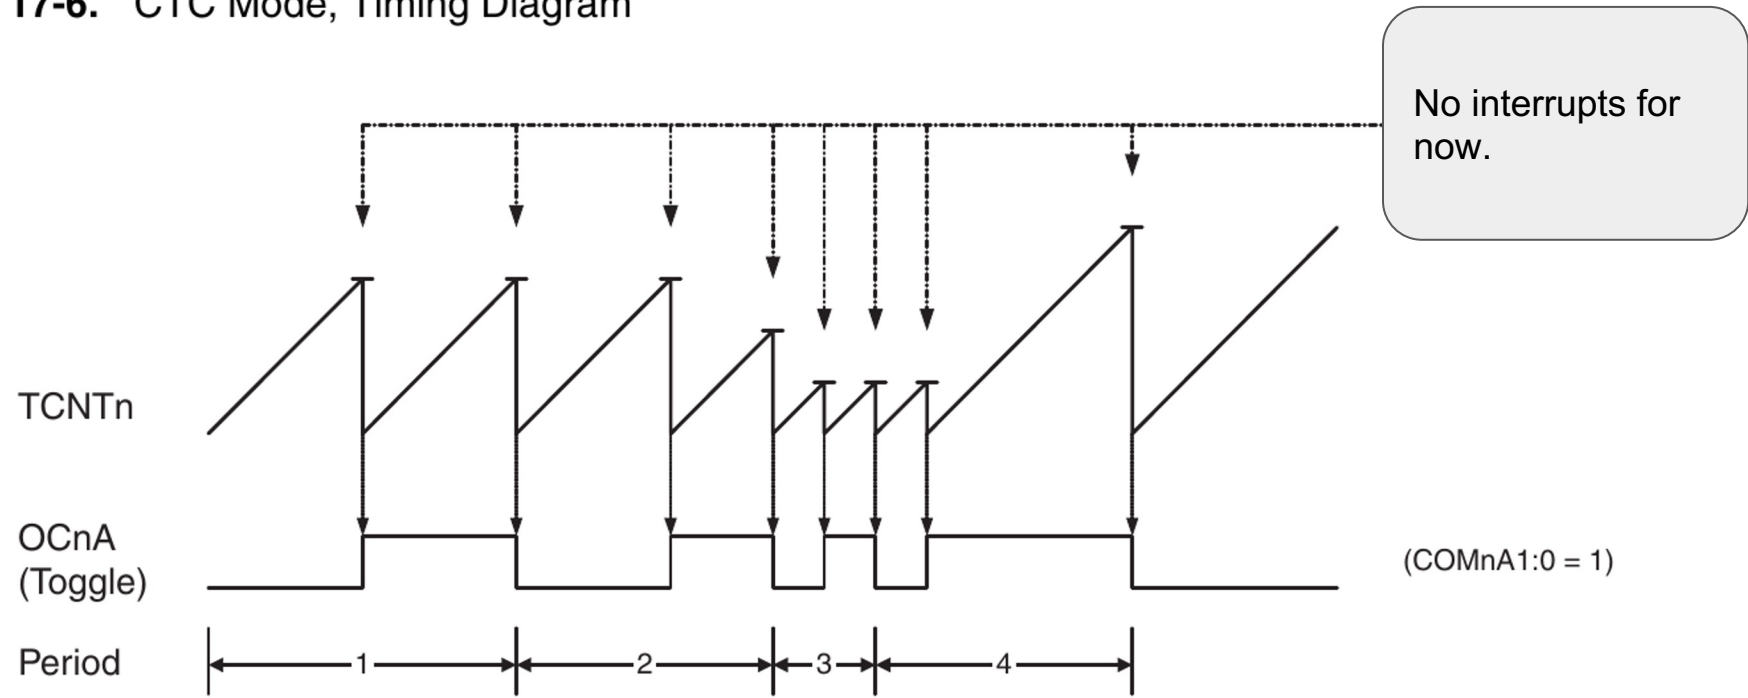 17-6. CTC Mode, Timing Diagram
No interrupts for
now.
TCNTn
OCnA
(Toggle)
(COMnA1:0 = 1)
Period
1
2
3
4